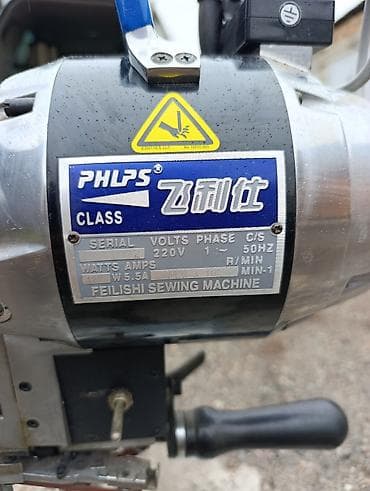 PHLPS® 飞利仕
CLASS
SERIAL VOLTS PHASE C/S
220V 1 ~ 50HZ
WATTS AMPS R/MIN
W 5.5A MIN-1
FEILISHI SEWING MACHINE